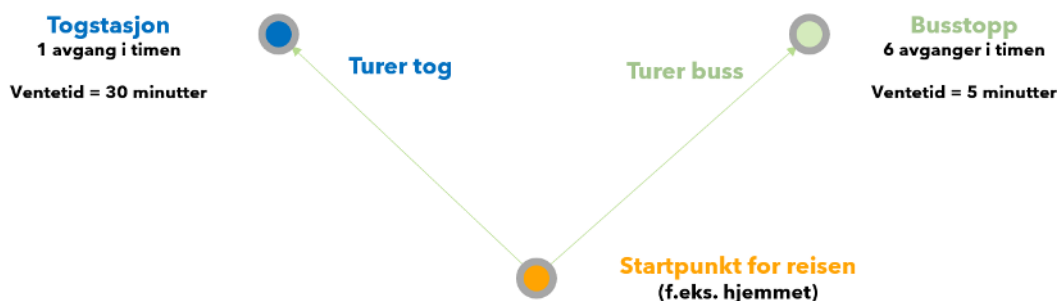 Togstasjon
1 avgang i timen
Ventetid = 30 minutter
Turer tog
Turer buss
Busstopp
6 avganger i timen
Ventetid = 5 minutter
Startpunkt for reisen
(f.eks. hjemmet)